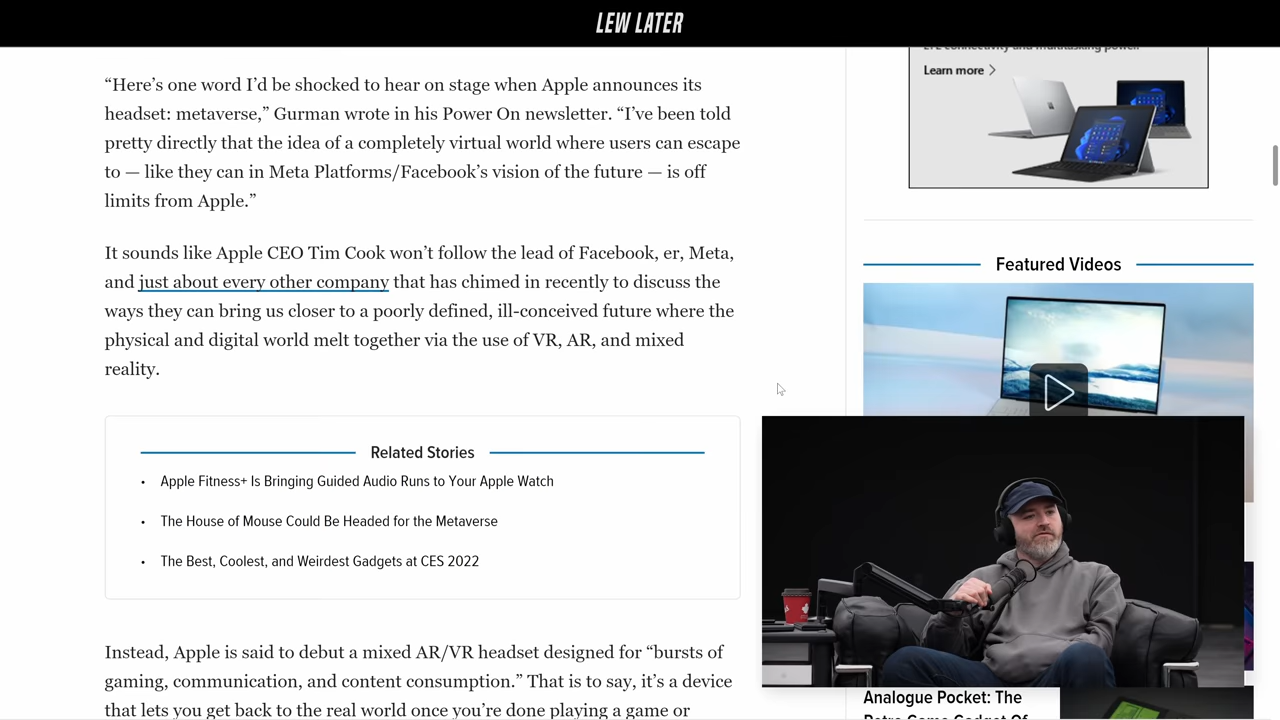 LEW LATER
“Here’s one word I’d be shocked to hear on stage when Apple announces its
headset: metaverse,” Gurman wrote in his Power On newsletter. “I’ve been told
pretty directly that the idea of a completely virtual world where users can escape
to — like they can in Meta Platforms/Facebook’s vision of the future — is off
limits from Apple.”
It sounds like Apple CEO Tim Cook won’t follow the lead of Facebook, er, Meta,
and just about every other company that has chimed in recently to discuss the
ways they can bring us closer to a poorly defined, ill-conceived future where the
physical and digital world melt together via the use of VR, AR, and mixed
reality.
Related Stories
• Apple Fitness+ Is Bringing Guided Audio Runs to Your Apple Watch
• The House of Mouse Could Be Headed for the Metaverse
• The Best, Coolest, and Weirdest Gadgets at CES 2022
Instead, Apple is said to debut a mixed AR/VR headset designed for “bursts of
gaming, communication, and content consumption.” That is to say, it’s a device
that lets you get back to the real world once you’re done playing a game or
connectivity and multitasking power.
Learn more
Featured Videos
Analogue Pocket: The
Retro Game Gadget Of